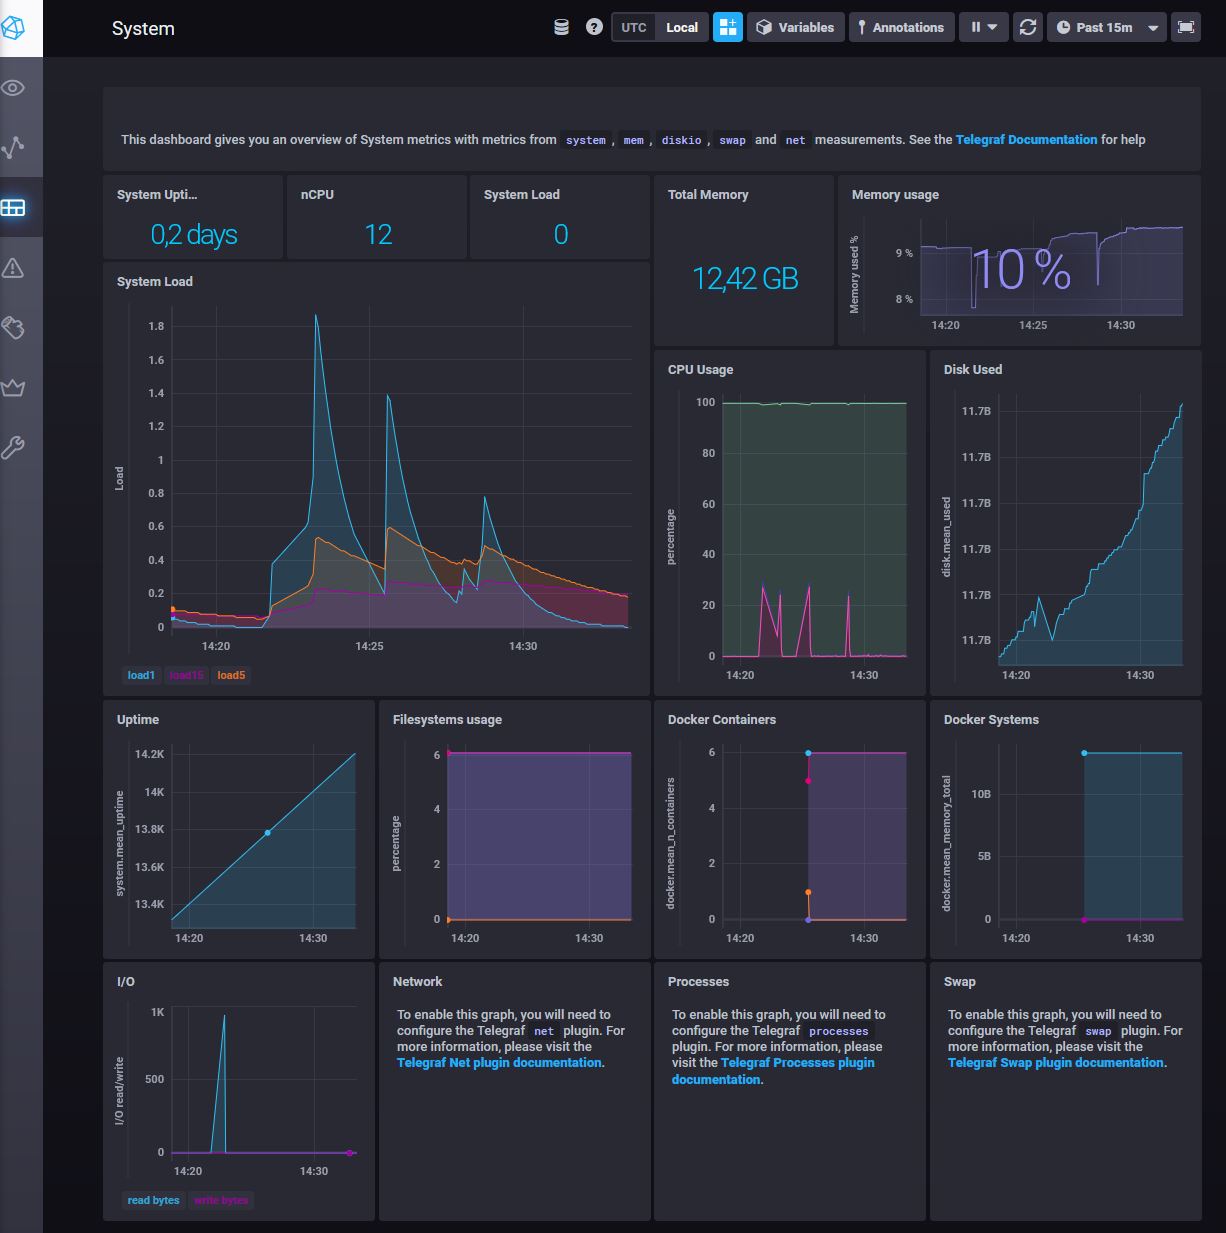 System
UTC Local Variables Annotations Past 15m
This dashboard gives you an overview of System metrics with metrics from system , mem , diskio , swap and net measurements. See the Telegraf Documentation for help
System Upti...
0,2 days
nCPU
12
System Load
0
Total Memory
12,42 GB
Memory usage
Memory used %
9 %
8 %
10 %
14:20 14:25 14:30
System Load
Load
1.8
1.6
1.4
1.2
1
0.8
0.6
0.4
0.2
0
14:20 14:25 14:30
load1 load15 load5
CPU Usage
percentage
100
80
60
40
20
0
14:20 14:30
Disk Used
disk.mean_used
11.7B
11.7B
11.7B
11.7B
11.7B
11.7B
14:20 14:30
Uptime
system.mean_uptime
14.2K
14K
13.8K
13.6K
13.4K
14:20 14:30
Filesystems usage
percentage
6
4
2
0
14:20 14:30
Docker Containers
docker.mean_n_containers
6
4
2
0
14:20 14:30
Docker Systems
docker.mean_memory_total
10B
5B
0
14:20 14:30
I/O
I/O read/write
1K
500
0
14:20 14:30
read bytes write bytes
Network
To enable this graph, you will need to
configure the Telegraf net plugin. For
more information, please visit the
Telegraf Net plugin documentation.
Processes
To enable this graph, you will need to
configure the Telegraf processes
plugin. For more information, please
visit the Telegraf Processes plugin
documentation.
Swap
To enable this graph, you will need to
configure the Telegraf swap plugin. For
more information, please visit the
Telegraf Swap plugin documentation.